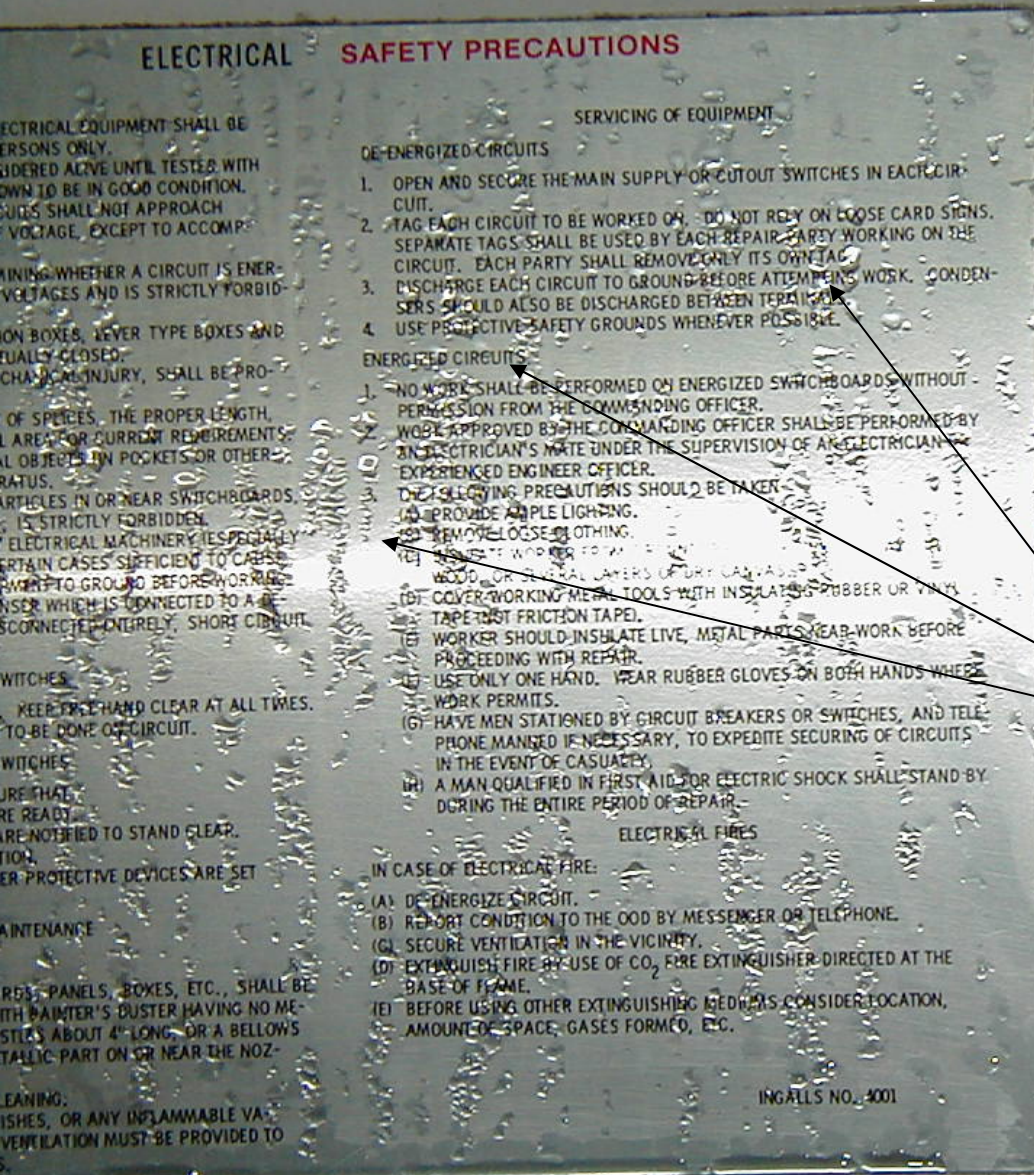 ELECTRICAL SAFETY PRECAUTIONS
ECTRICAL EQUIPMENT SHALL BE
ERSONS ONLY.
IDERED ALIVE UNTIL TESTED WITH
OWN TO BE IN GOOD CONDITION.
SHALL NOT APPROACH
VOLTAGE, EXCEPT TO ACCOMP-
MINING WHETHER A CIRCUIT IS ENER-
VOLTAGES AND IS STRICTLY FORBID-
ION BOXES, LEVER TYPE BOXES AND
CLOSED.
CHANICAL INJURY, SHALL BE PRO-
OF SPLICES, THE PROPER LENGTH,
AREA FOR CURRENT REQUIREMENTS.
AL OBJECTS IN POCKETS OR OTHER-
RATUS.
ARTICLES IN OR NEAR SWITCHBOARDS,
IS STRICTLY FORBIDDEN.
ELECTRICAL MACHINERY (ESPECIALLY
ERTAIN CASES SUFFICIENT TO CAUSE
MENT TO GROUND BEFORE WORKING
NSER WHICH IS CONNECTED TO A
SCONNECTED ENTIRELY, SHORT CIRCUIT
WITCHES
KEEP FREE HAND CLEAR AT ALL TIMES.
TO BE DONE ON CIRCUIT.
WITCHES
URE THAT
RE READY.
ARE NOTIFIED TO STAND CLEAR.
TION.
ER PROTECTIVE DEVICES ARE SET
AINTENANCE
RDS, PANELS, BOXES, ETC., SHALL BE
ITH PAINTER'S DUSTER HAVING NO ME-
STLES ABOUT 4" LONG, OR A BELLOWS
TALLIC PART ON OR NEAR THE NOZ-
LEANING.
ISHES, OR ANY INFLAMMABLE VA-
VENTILATION MUST BE PROVIDED TO
S.
SERVICING OF EQUIPMENT
DE-ENERGIZED CIRCUITS
1. OPEN AND SECURE THE MAIN SUPPLY OR CUTOUT SWITCHES IN EACH CIR-
CUIT.
2. TAG EACH CIRCUIT TO BE WORKED ON. DO NOT RELY ON LOOSE CARD SIGNS.
SEPARATE TAGS SHALL BE USED BY EACH REPAIR PARTY WORKING ON THE
CIRCUIT. EACH PARTY SHALL REMOVE ONLY ITS OWN TAG.
3. DISCHARGE EACH CIRCUIT TO GROUND BEFORE ATTEMPTING WORK. CONDEN-
SERS SHOULD ALSO BE DISCHARGED BETWEEN TERMINALS.
4. USE PROTECTIVE SAFETY GROUNDS WHENEVER POSSIBLE.
ENERGIZED CIRCUITS
1. NO WORK SHALL BE PERFORMED ON ENERGIZED SWITCHBOARDS WITHOUT
PERMISSION FROM THE COMMANDING OFFICER.
2. WORK APPROVED BY THE COMMANDING OFFICER SHALL BE PERFORMED BY
AN ELECTRICIAN'S MATE UNDER THE SUPERVISION OF AN ELECTRICIAN OR
EXPERIENCED ENGINEER OFFICER.
3. THE FOLLOWING PRECAUTIONS SHOULD BE TAKEN
(A) PROVIDE AMPLE LIGHTING.
(B) REMOVE LOOSE CLOTHING.
(C) INSULATE WORKER FROM
WOOD, OR SEVERAL LAYERS OF DRY CANVASS.
(D) COVER WORKING METAL TOOLS WITH INSULATING RUBBER OR VINYL
TAPE (NOT FRICTION TAPE).
(E) WORKER SHOULD INSULATE LIVE, METAL PARTS NEAR WORK BEFORE
PROCEEDING WITH REPAIR.
(F) USE ONLY ONE HAND. WEAR RUBBER GLOVES ON BOTH HANDS WHERE
WORK PERMITS.
(G) HAVE MEN STATIONED BY CIRCUIT BREAKERS OR SWITCHES, AND TELE-
PHONE MANNED IF NECESSARY, TO EXPEDITE SECURING OF CIRCUITS
IN THE EVENT OF CASUALTY.
(H) A MAN QUALIFIED IN FIRST AID FOR ELECTRIC SHOCK SHALL STAND BY
DURING THE ENTIRE PERIOD OF REPAIR.
ELECTRICAL FIRES
IN CASE OF ELECTRICAL FIRE:
(A) DE-ENERGIZE CIRCUIT.
(B) REPORT CONDITION TO THE OOD BY MESSENGER OR TELEPHONE.
(C) SECURE VENTILATION IN THE VICINITY.
(D) EXTINGUISH FIRE BY USE OF CO2 FIRE EXTINGUISHER DIRECTED AT THE
BASE OF FLAME.
(E) BEFORE USING OTHER EXTINGUISHING MEDIUMS CONSIDER LOCATION,
AMOUNT OF SPACE, GASES FORMED, ETC.
INGALLS NO. 4001